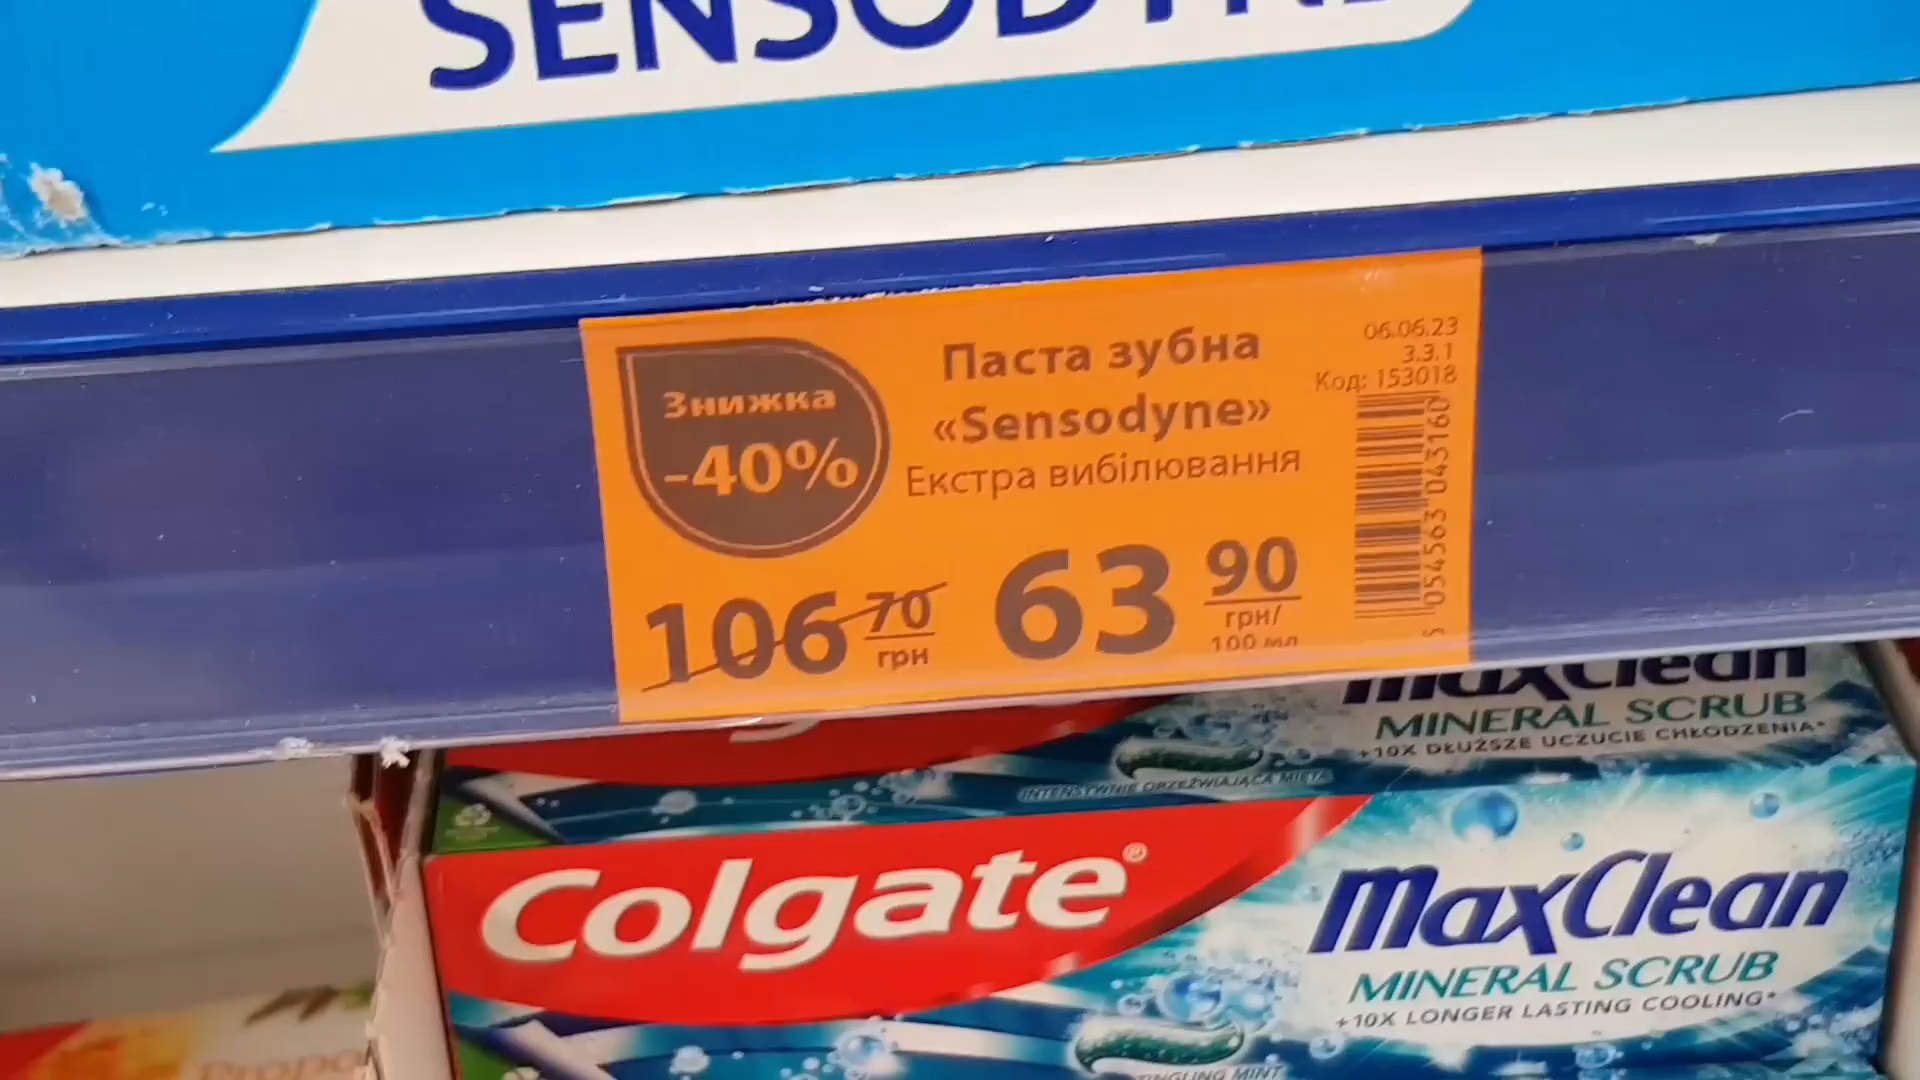 SENSODYNE
Знижка
-40%
Паста зубна
«Sensodyne»
Екстра вибілювання
06.06.23
3.3.1
Код: 153018
5 054563 043160
106 70
грн
63 90
грн/
100 мл
MaxClean
MINERAL SCRUB
+10X DŁUŻSZE UCZUCIE CHŁODZENIA*
INTENSYWNIE ORZEŹWIAJĄCA MIĘTA
Colgate®
MaxClean
MINERAL SCRUB
+10X LONGER LASTING COOLING*
TINGLING MINT